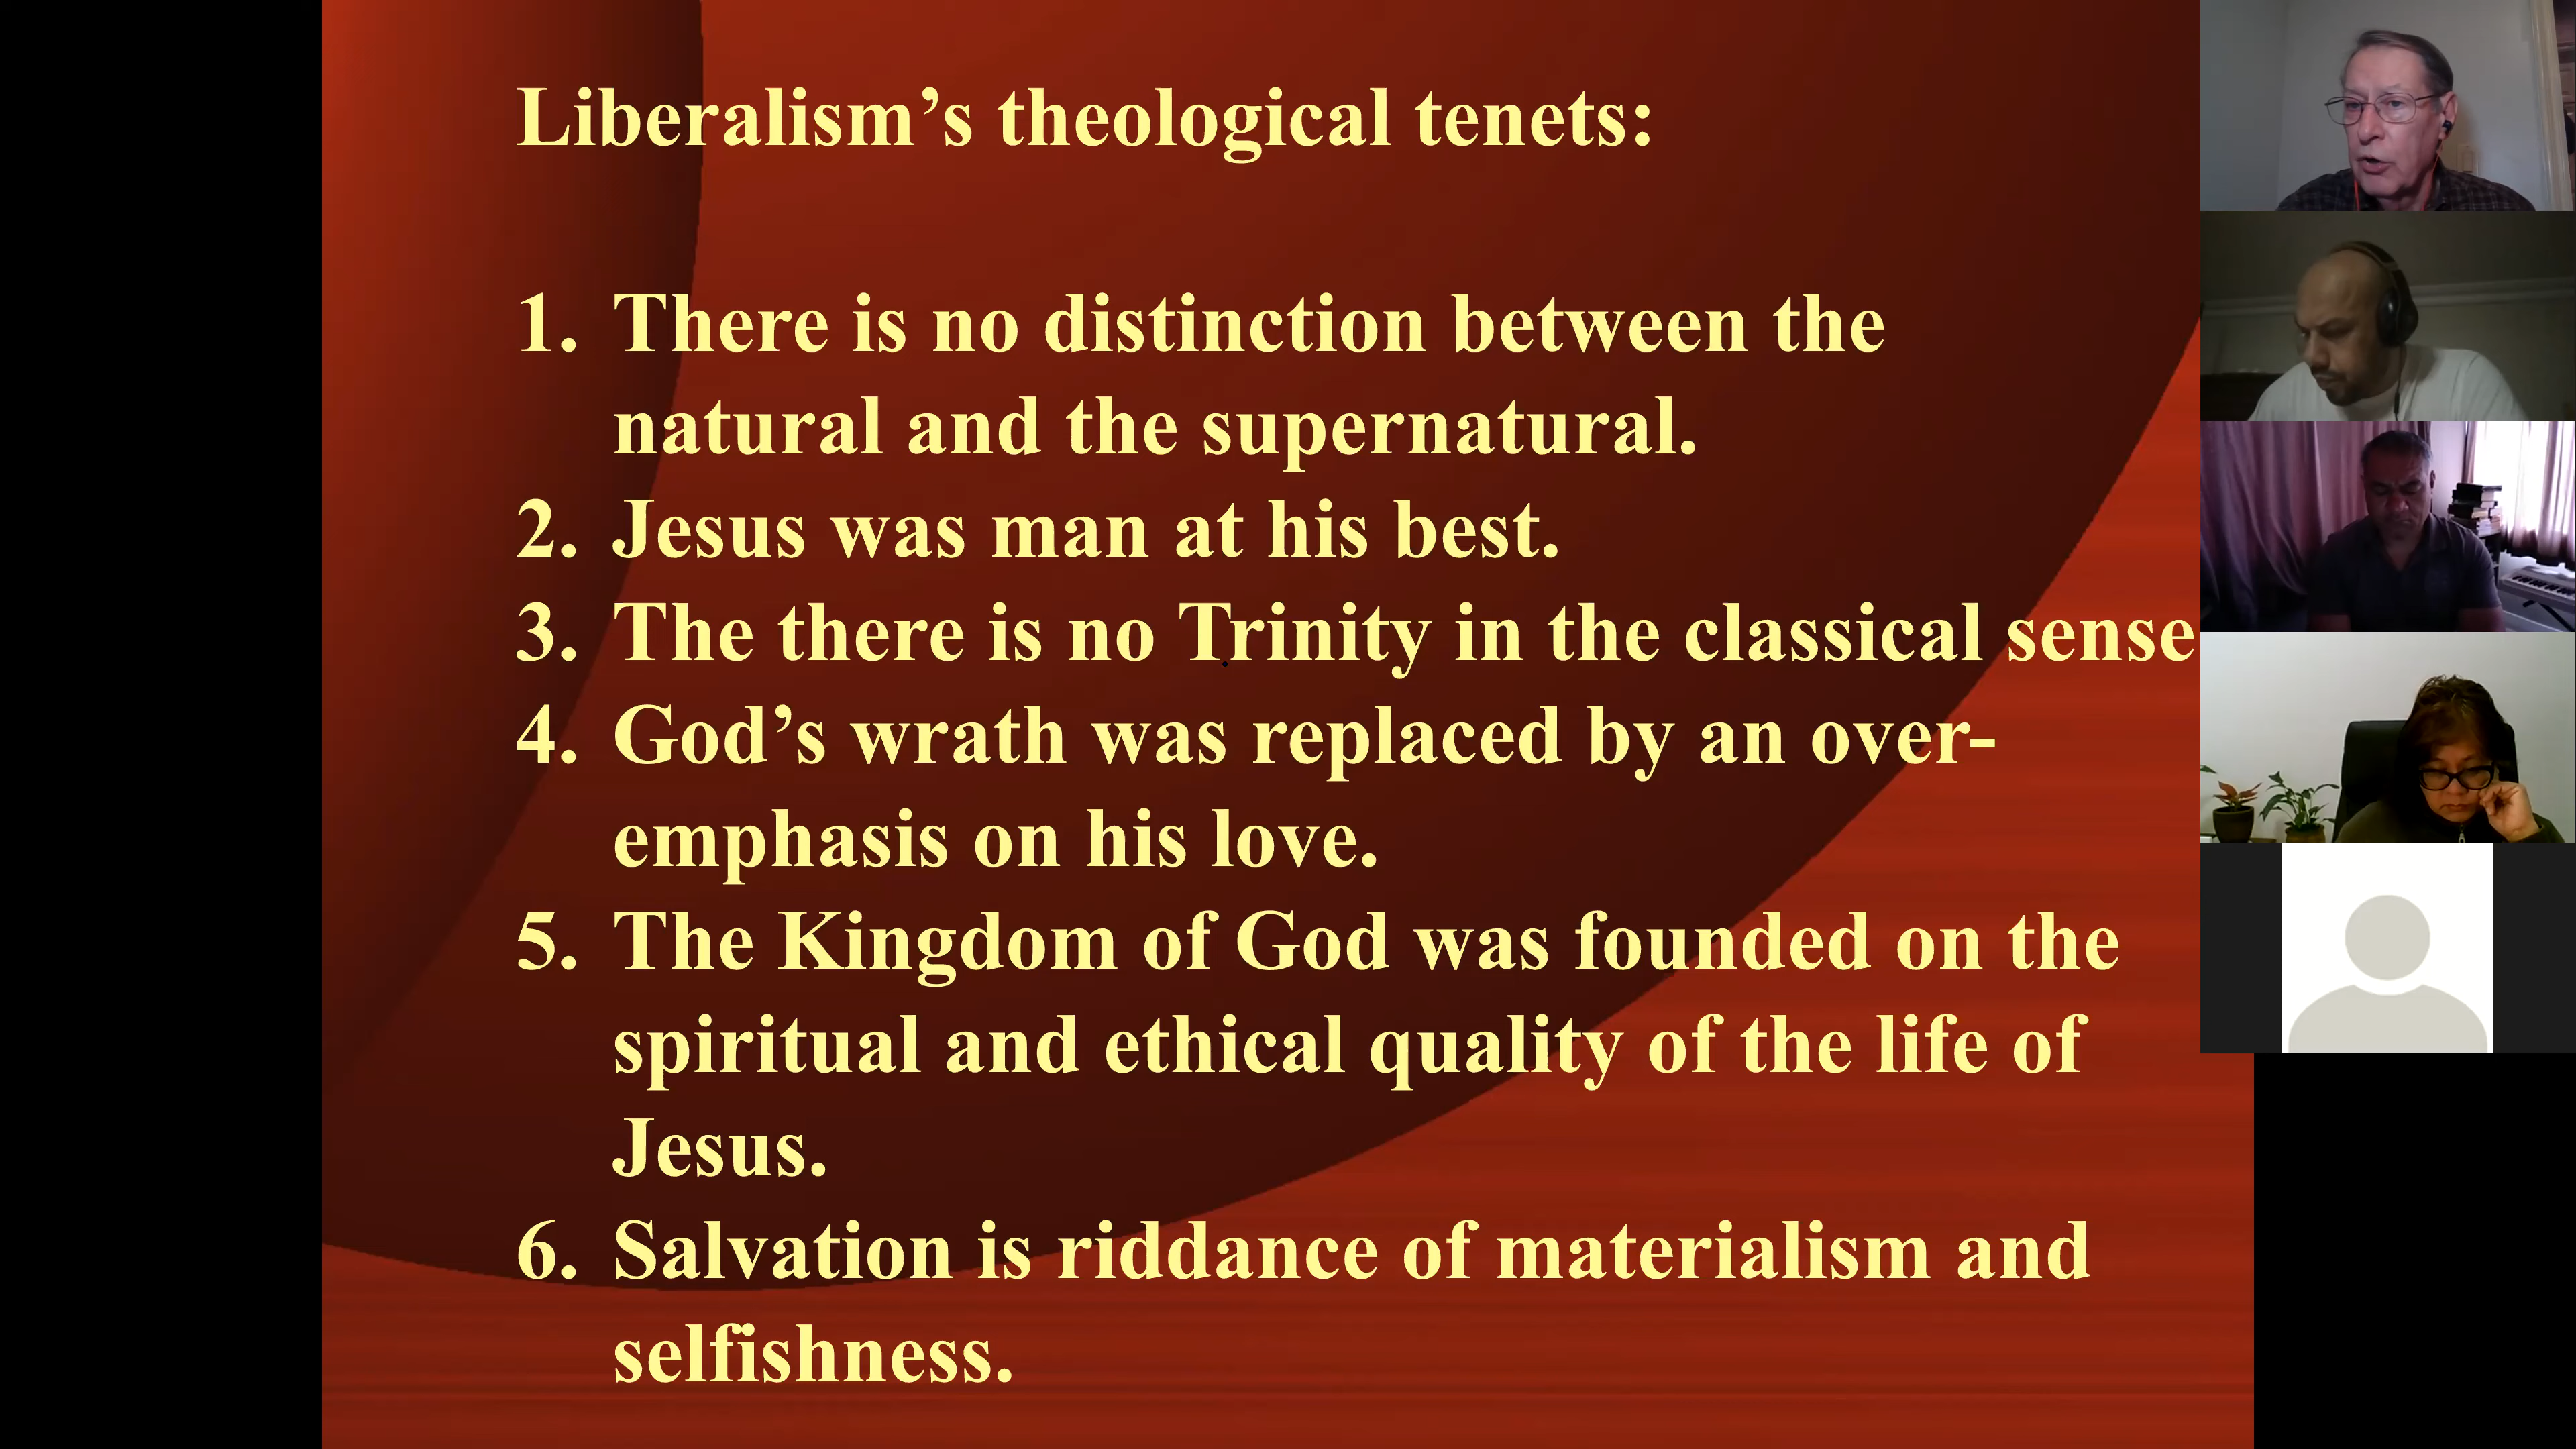 Liberalism’s theological tenets:
1. There is no distinction between the
natural and the supernatural.
2. Jesus was man at his best.
3. The there is no Trinity in the classical sense.
4. God’s wrath was replaced by an over-
emphasis on his love.
5. The Kingdom of God was founded on the
spiritual and ethical quality of the life of
Jesus.
6. Salvation is riddance of materialism and
selfishness.